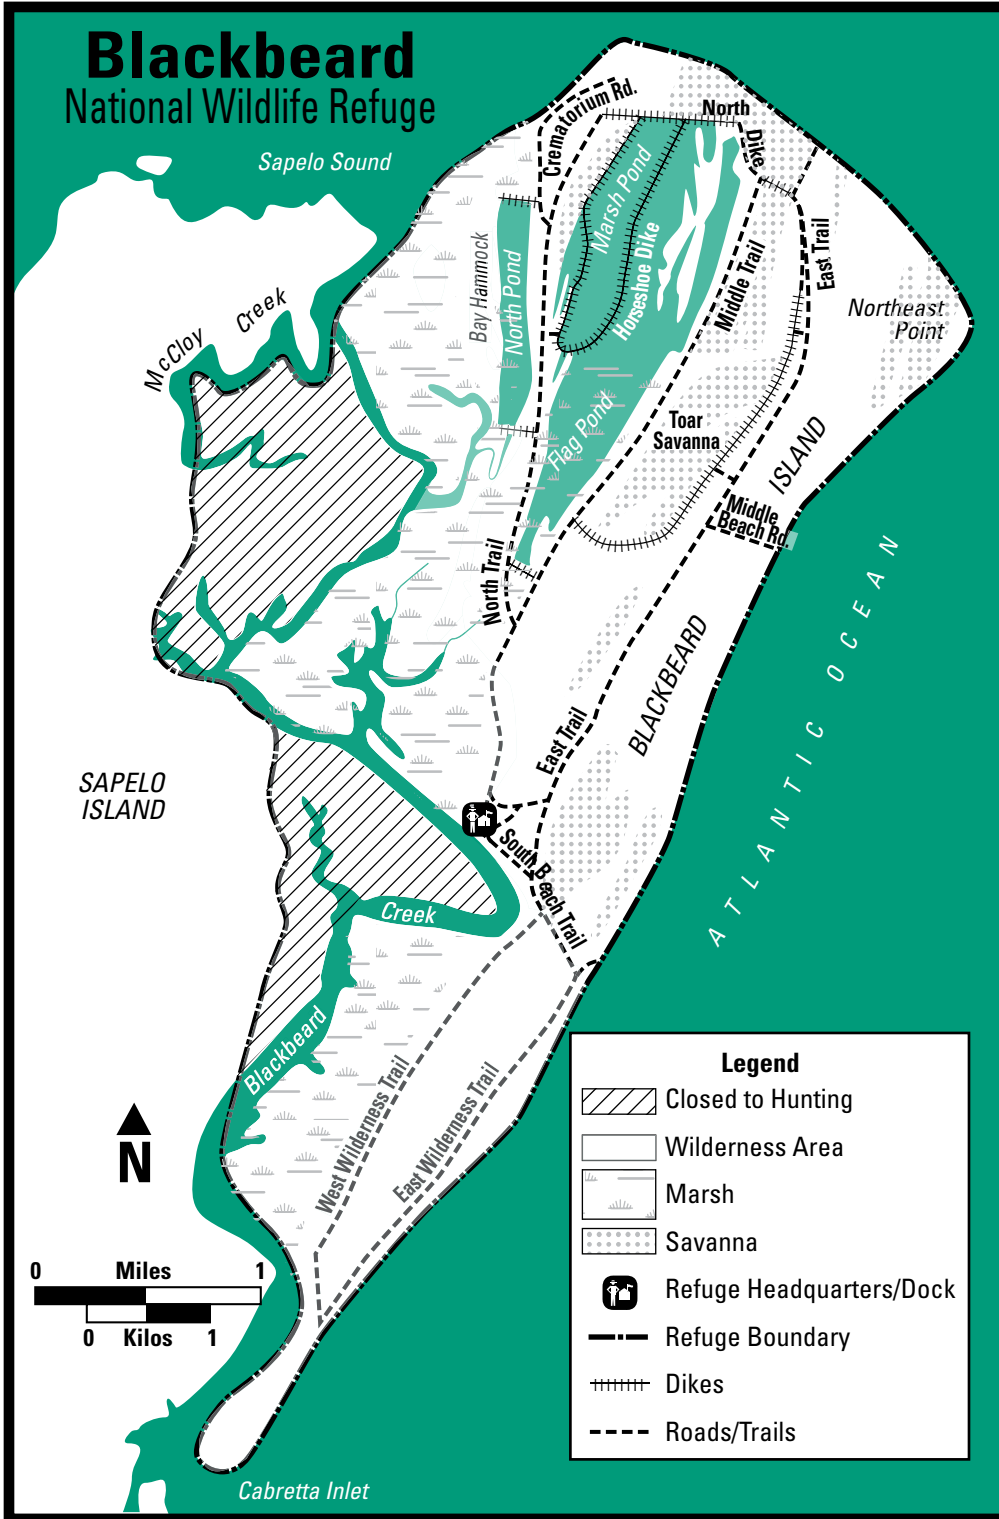 Blackbeard
National Wildlife Refuge
Sapelo Sound
Crematorium Rd.
North
Dike
Marsh Pond
Horseshoe Dike
Bay Hammock
North Pond
Middle Trail
East Trail
Northeast
Point
McCloy
Creek
Flag Pond
Toar
Savanna
ISLAND
Middle
Beach Rd.
North Trail
BLACKBEARD
ATLANTIC OCEAN
East Trail
SAPELO
ISLAND
South Beach Trail
Creek
Blackbeard
West Wilderness Trail
East Wilderness Trail
N
0 Miles 1
0 Kilos 1
Cabretta Inlet
Legend
Closed to Hunting
Wilderness Area
Marsh
Savanna
Refuge Headquarters/Dock
Refuge Boundary
Dikes
Roads/Trails